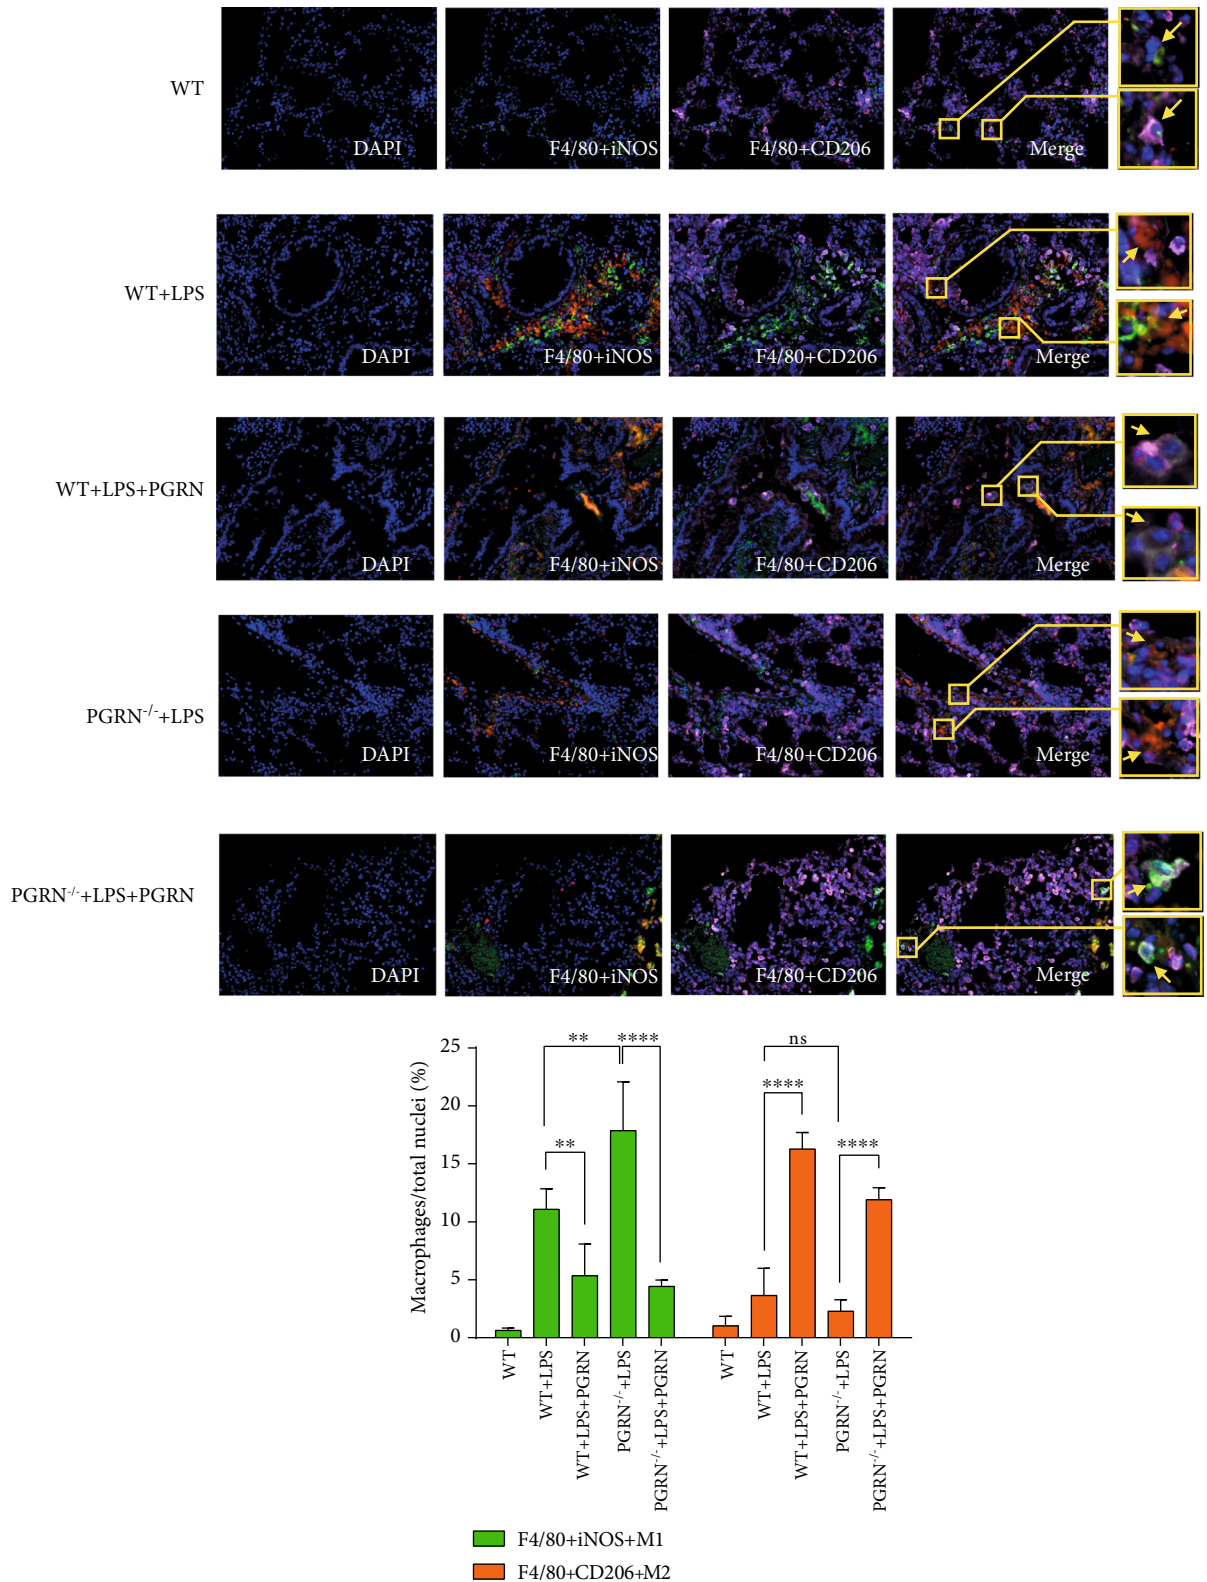 WT
DAPI
F4/80+iNOS
F4/80+CD206
Merge
WT+LPS
DAPI
F4/80+iNOS
F4/80+CD206
Merge
WT+LPS+PGRN
DAPI
F4/80+iNOS
F4/80+CD206
Merge
PGRN-/-+LPS
DAPI
F4/80+iNOS
F4/80+CD206
Merge
PGRN-/-+LPS+PGRN
DAPI
F4/80+iNOS
F4/80+CD206
Merge
Macrophages/total nuclei (%)
25
20
15
10
5
0
**
****
**
ns
****
****
WT
WT+LPS
WT+LPS+PGRN
PGRN-/-+LPS
PGRN-/-+LPS+PGRN
WT
WT+LPS
WT+LPS+PGRN
PGRN-/-+LPS
PGRN-/-+LPS+PGRN
F4/80+iNOS+M1
F4/80+CD206+M2